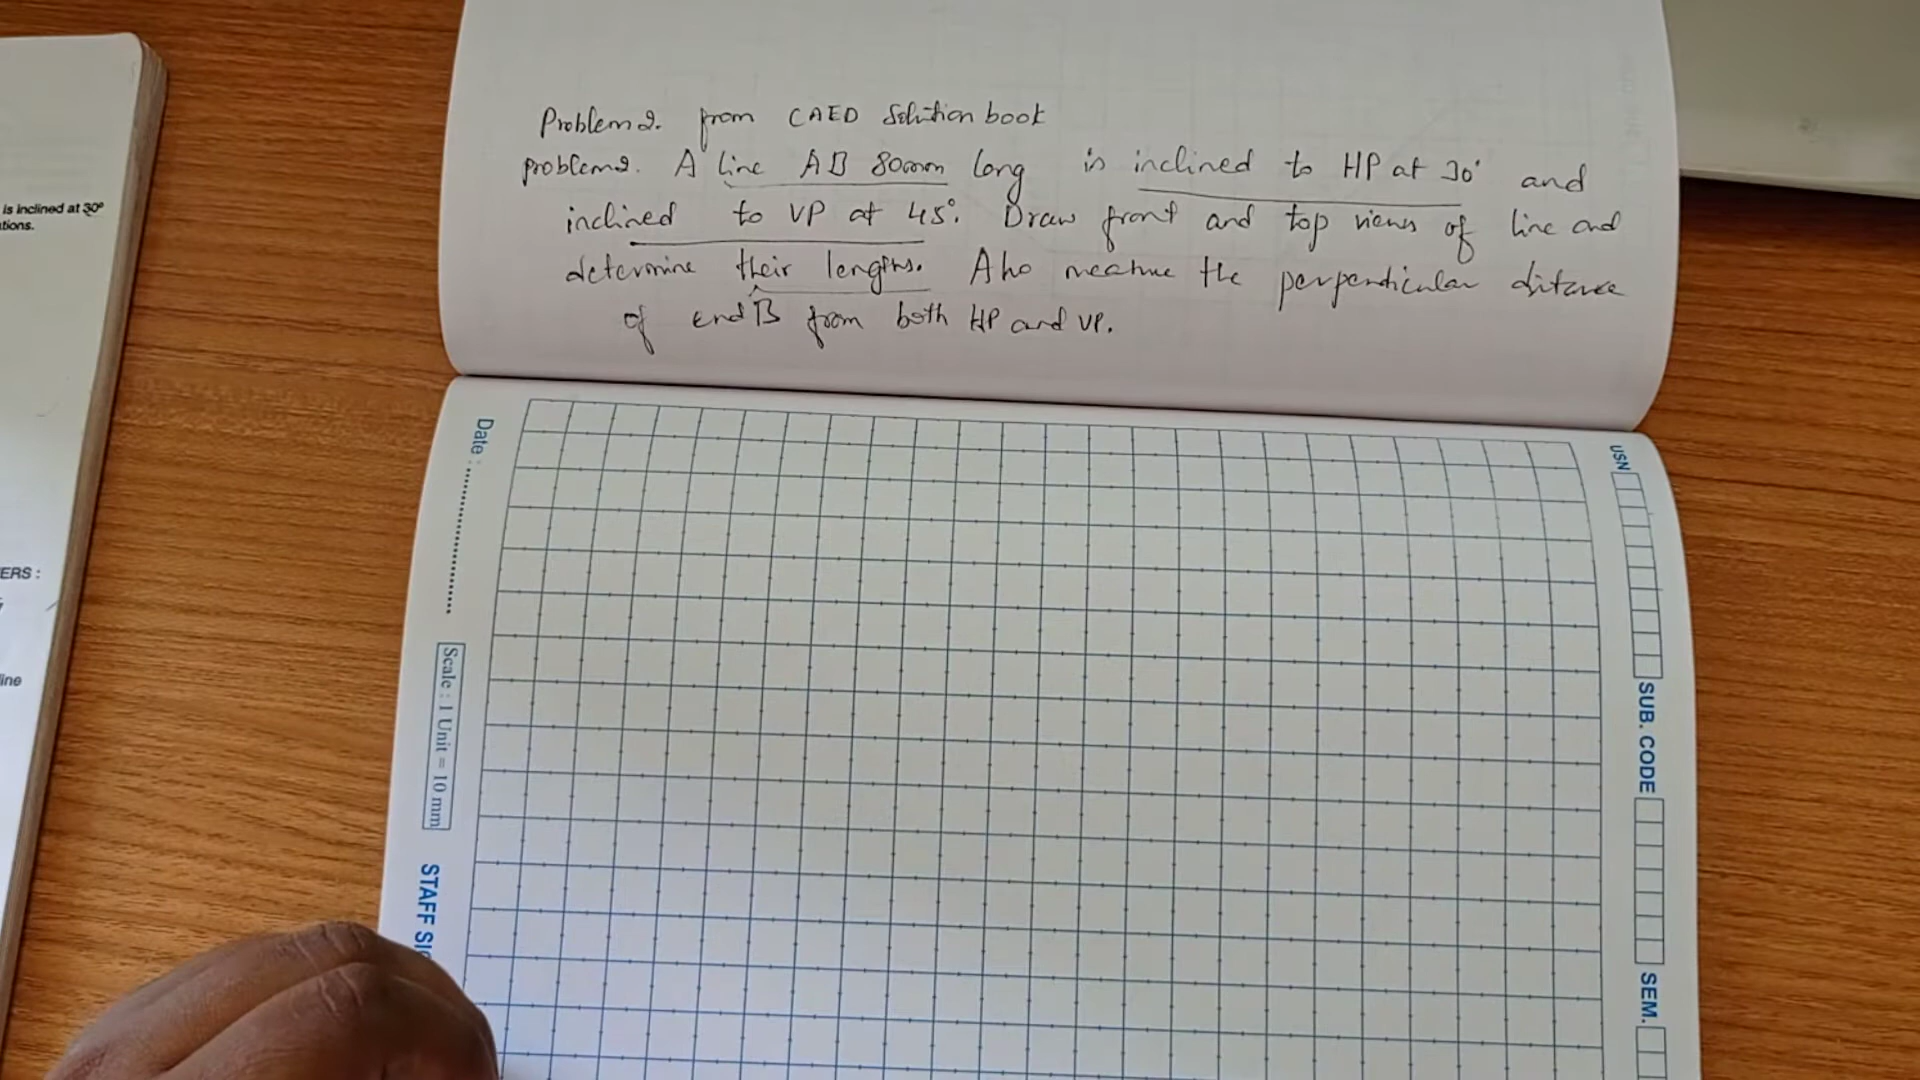 Problem 2. from CAED Solution book
problem 2. A line AB 80mm long is inclined to HP at 30° and
inclined to VP at 45°. Draw front and top views of line and
determine their lengths. Also measure the perpendicular distance
of end B from both HP and VP.
is inclined at 30°
tions.
ERS :
line
Date :
Scale : 1 Unit = 10 mm
STAFF SIG
USN
SUB. CODE
SEM.